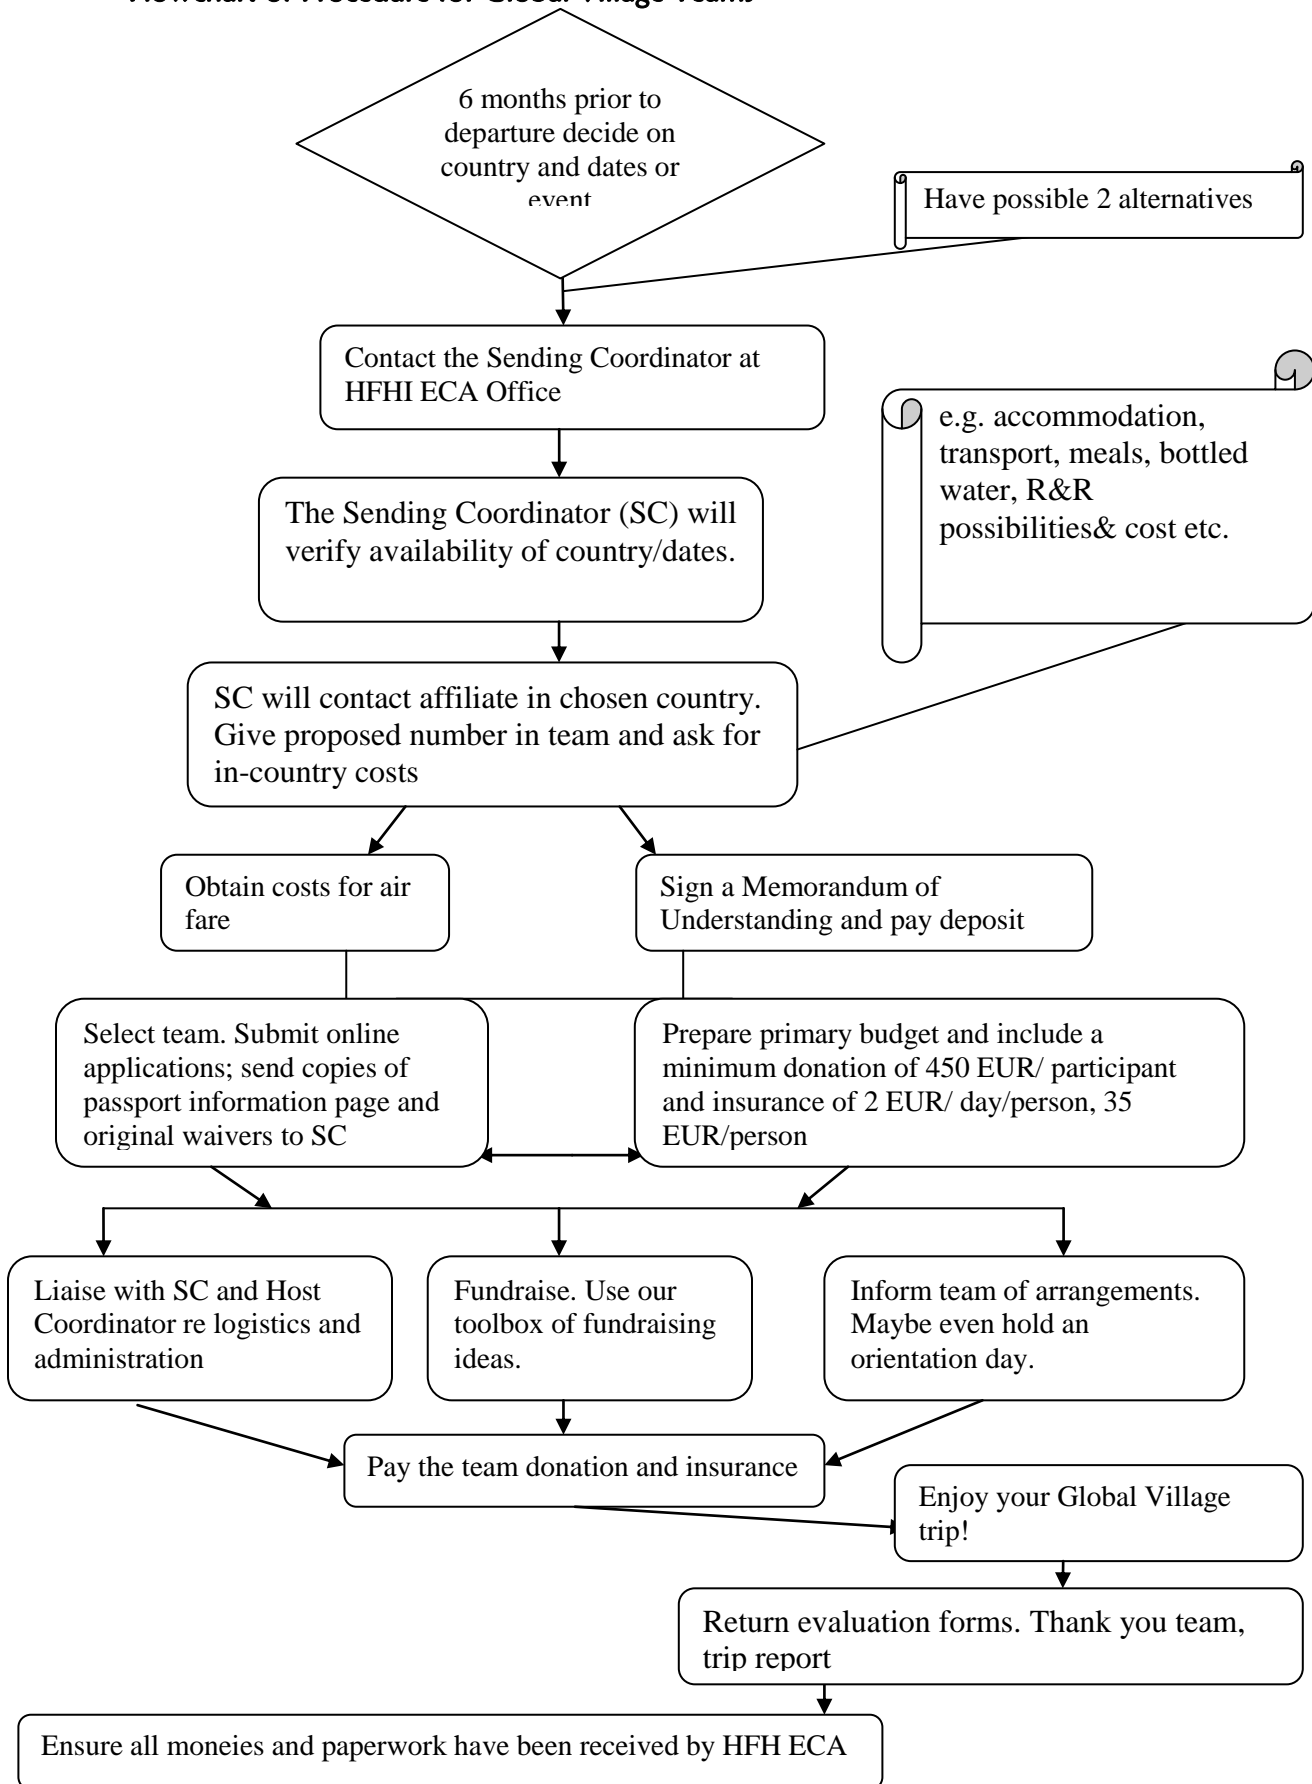 Flowchart of Procedure for Global Village Teams
6 months prior to
departure decide on
country and dates or
event
Have possible 2 alternatives
Contact the Sending Coordinator at
HFHI ECA Office
e.g. accommodation,
transport, meals, bottled
water, R&R
possibilities& cost etc.
The Sending Coordinator (SC) will
verify availability of country/dates.
SC will contact affiliate in chosen country.
Give proposed number in team and ask for
in-country costs
Obtain costs for air
fare
Sign a Memorandum of
Understanding and pay deposit
Select team. Submit online
applications; send copies of
passport information page and
original waivers to SC
Prepare primary budget and include a
minimum donation of 450 EUR/ participant
and insurance of 2 EUR/ day/person, 35
EUR/person
Liaise with SC and Host
Coordinator re logistics and
administration
Fundraise. Use our
toolbox of fundraising
ideas.
Inform team of arrangements.
Maybe even hold an
orientation day.
Pay the team donation and insurance
Enjoy your Global Village
trip!
Return evaluation forms. Thank you team,
trip report
Ensure all moneies and paperwork have been received by HFH ECA